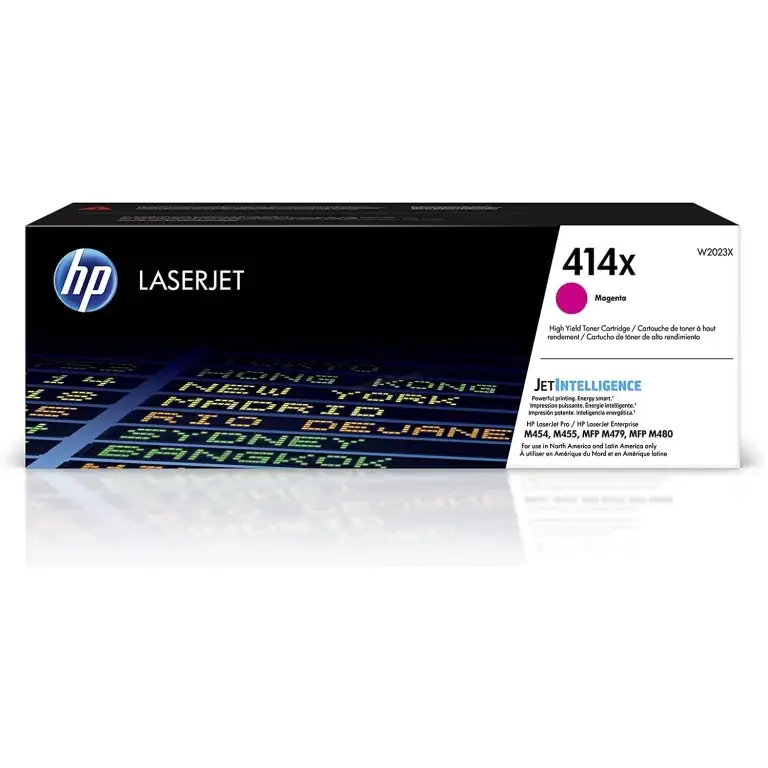 hp
LASERJET
414x
W2023X
Magenta
High Yield Toner Cartridge / Cartouche de toner à haut
rendement / Cartucho de tóner de alto rendimiento
JETINTELLIGENCE
Powerful printing. Energy smart.¹
Impression puissante. Énergie intelligente.¹
Impresión potente. Inteligencia energética.¹
HP LaserJet Pro / HP LaserJet Enterprise
M454, M455, MFP M479, MFP M480
For use in North America and Latin America only
À utiliser en Amérique du Nord et en Amérique latine
HONG KONG
NEW YORK
MADRID
RIO DEJANE
SYDNEY
BANGKOK